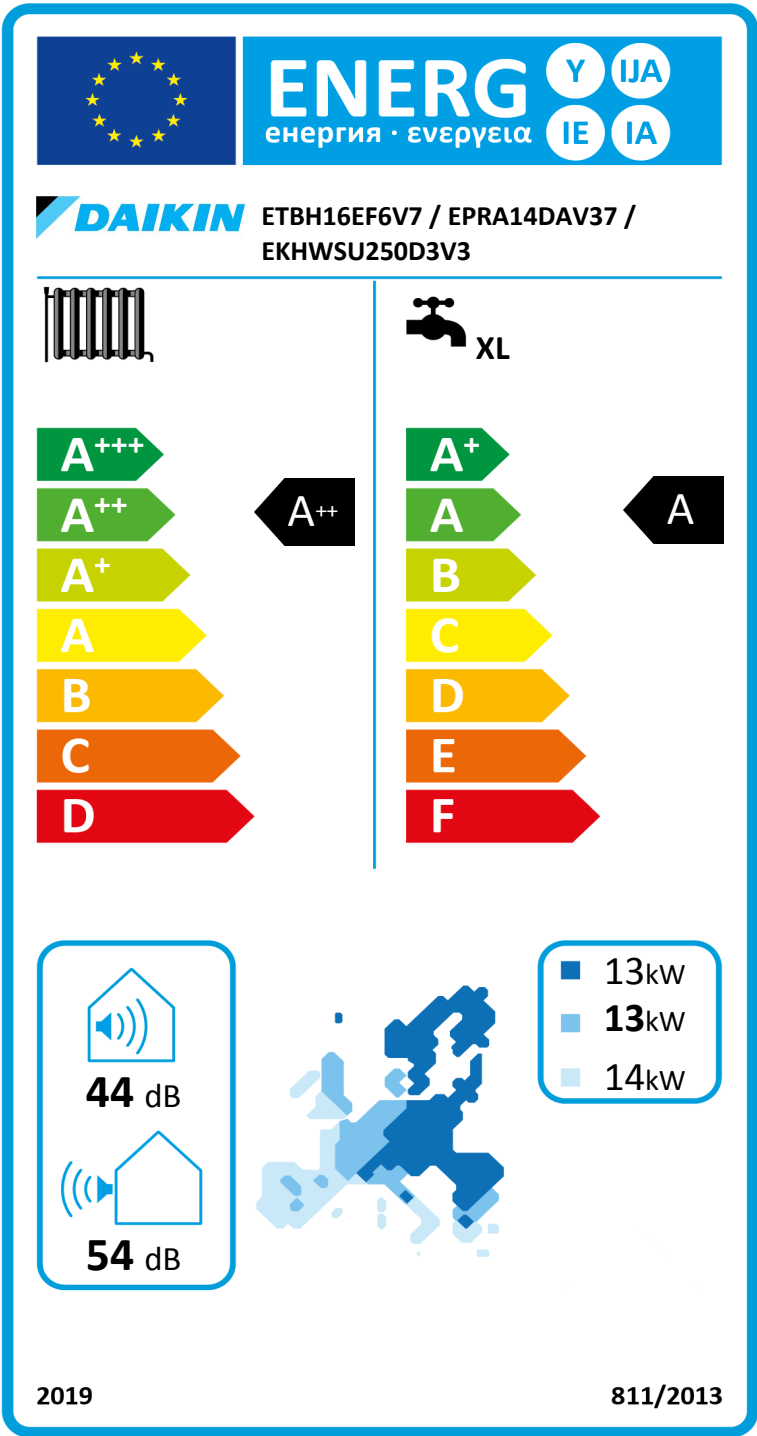 ENERG
енергия · ενεργεια
Y IJA
IE IA
DAIKIN
ETBH16EF6V7 / EPRA14DAV37 /
EKHWSU250D3V3
XL
A+++
A++
A+
A
B
C
D
A++
A+
A
B
C
D
E
F
A
44 dB
54 dB
13kW
13kW
14kW
2019
811/2013